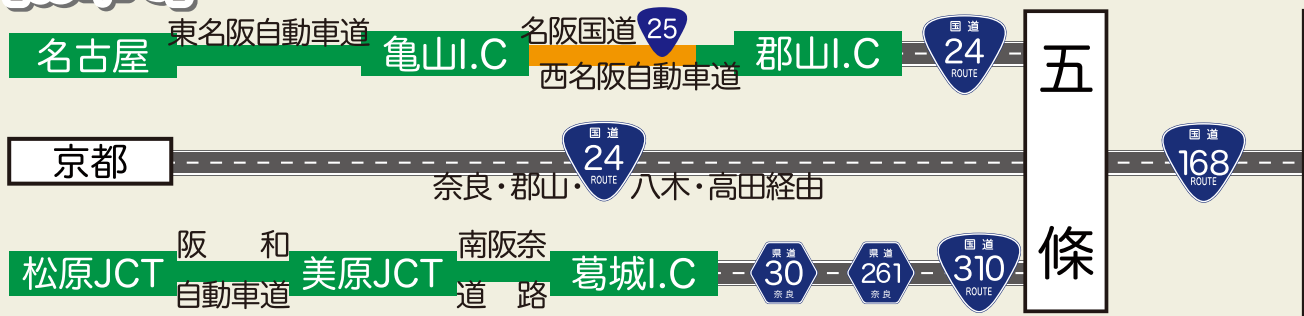 東名阪自動車道
名阪国道
25
名古屋
亀山I.C
郡山I.C
国道
24
ROUTE
西名阪自動車道
五條
京都
国道
24
ROUTE
奈良・郡山・八木・高田経由
国道
168
ROUTE
阪和
自動車道
南阪奈
道路
松原JCT
美原JCT
葛城I.C
県道
30
奈良
県道
261
奈良
国道
310
ROUTE